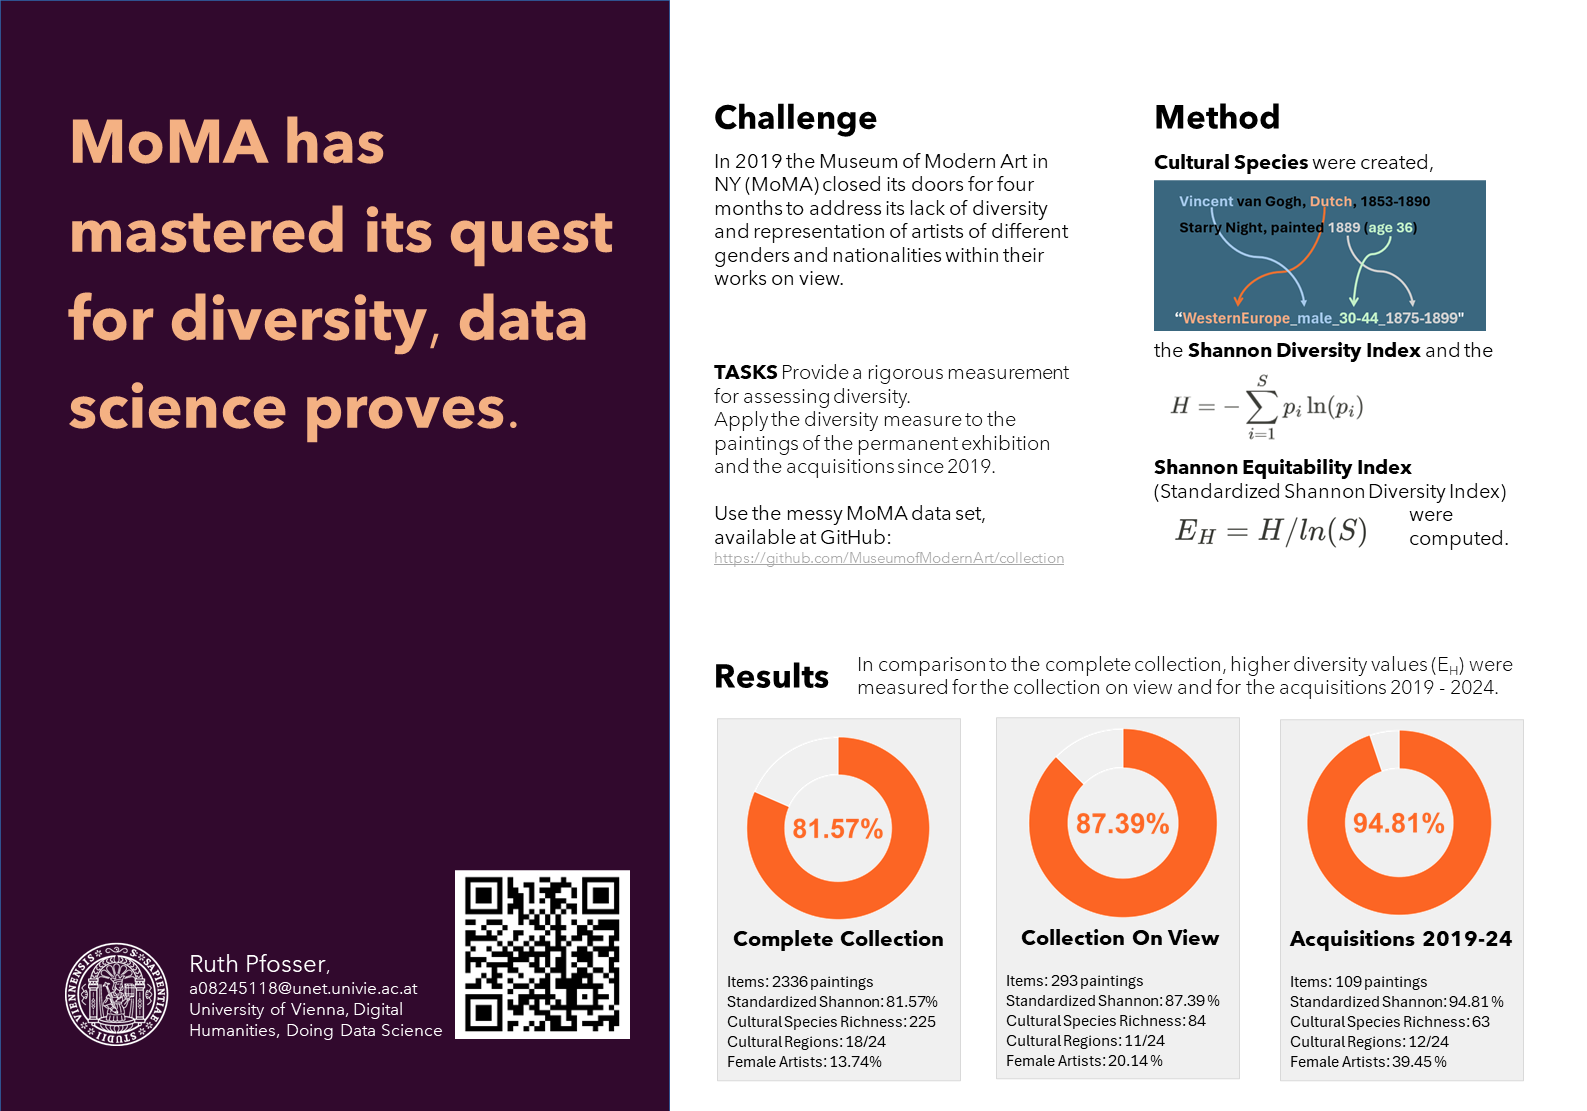 MoMA has
mastered its quest
for diversity, data
science proves.
Ruth Pfosser,
a08245118@unet.univie.ac.at
University of Vienna, Digital
Humanities, Doing Data Science
Challenge
In 2019 the Museum of Modern Art in
NY (MoMA) closed its doors for four
months to address its lack of diversity
and representation of artists of different
genders and nationalities within their
works on view.
TASKS Provide a rigorous measurement
for assessing diversity.
Apply the diversity measure to the
paintings of the permanent exhibition
and the acquisitions since 2019.
Use the messy MoMA data set,
available at GitHub:
https://github.com/MuseumofModernArt/collection
Method
Cultural Species were created,
Vincent van Gogh, Dutch, 1853-1890
Starry Night, painted 1889 (age 36)
“WesternEurope_male_30-44_1875-1899"
the Shannon Diversity Index and the
H = − ∑ i=1 S p_i ln(p_i)
Shannon Equitability Index
(Standardized Shannon Diversity Index)
E_H = H/ln(S)
were
computed.
Results
In comparison to the complete collection, higher diversity values (E_H) were
measured for the collection on view and for the acquisitions 2019 - 2024.
81.57%
Complete Collection
Items: 2336 paintings
Standardized Shannon: 81.57%
Cultural Species Richness: 225
Cultural Regions: 18/24
Female Artists: 13.74%
87.39%
Collection On View
Items: 293 paintings
Standardized Shannon: 87.39 %
Cultural Species Richness: 84
Cultural Regions: 11/24
Female Artists: 20.14 %
94.81%
Acquisitions 2019-24
Items: 109 paintings
Standardized Shannon: 94.81 %
Cultural Species Richness: 63
Cultural Regions: 12/24
Female Artists: 39.45 %